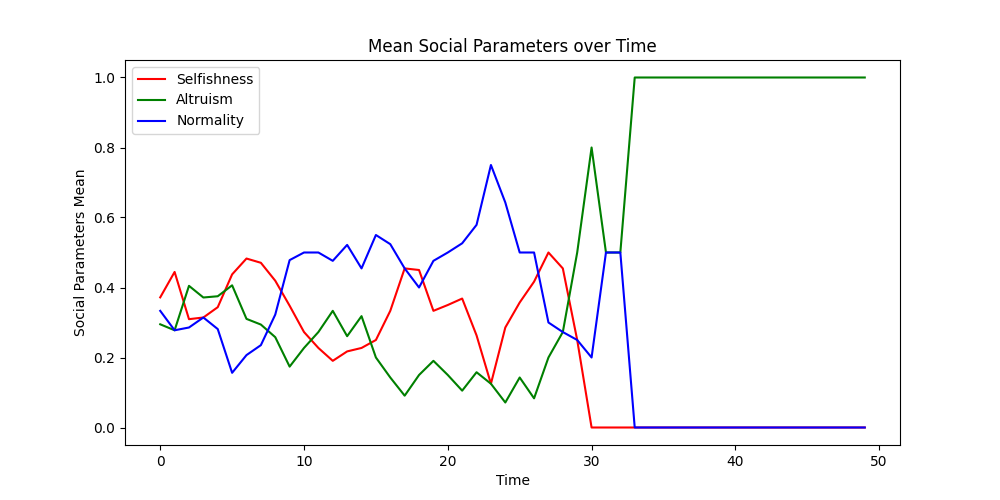 Mean Social Parameters over Time
Selfishness
Altruism
Normality
Social Parameters Mean
1.0
0.8
0.6
0.4
0.2
0.0
0 10 20 30 40 50
Time